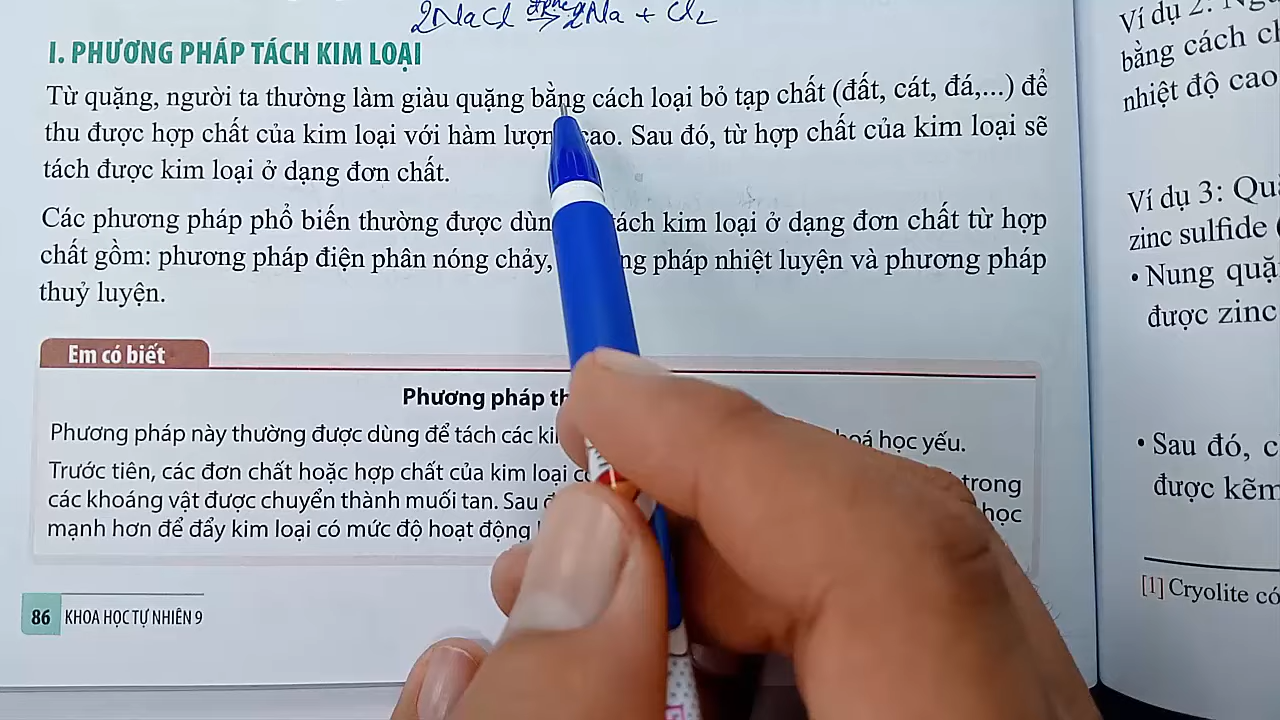 2NaCl → 2Na + Cl₂
I. PHƯƠNG PHÁP TÁCH KIM LOẠI
Từ quặng, người ta thường làm giàu quặng bằng cách loại bỏ tạp chất (đất, cát, đá,...) để
thu được hợp chất của kim loại với hàm cao. Sau đó, từ hợp chất của kim loại sẽ
tách được kim loại ở dạng đơn chất.
Các phương pháp phổ biến thường được tách kim loại ở dạng đơn chất từ hợp
chất gồm: phương pháp điện phân nóng chảy, pháp nhiệt luyện và phương pháp
thuỷ luyện.
Em có biết
Phương pháp
Phương pháp này thường được dùng để tách các hoá học yếu.
Trước tiên, các đơn chất hoặc hợp chất của kim loại trong
các khoáng vật được chuyển thành muối tan. Sau học
mạnh hơn để đẩy kim loại có mức độ hoạt động
86 KHOA HỌC TỰ NHIÊN 9
Ví dụ 2:
bằng cách
nhiệt độ cao
Ví dụ 3:
zinc sulfide
• Nung
được zinc
• Sau đó,
được kẽm
[1] Cryolite có